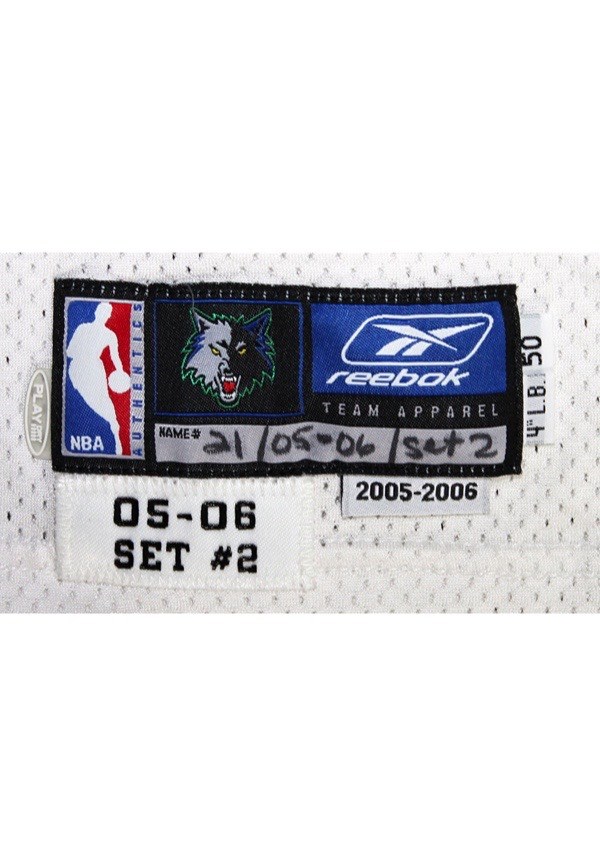 NBA
AUTHENTICS
reebok
TEAM APPAREL
NAME# 21/05-06/set 2
4" L.B. 50
PLAY
2005-2006
05-06
SET #2